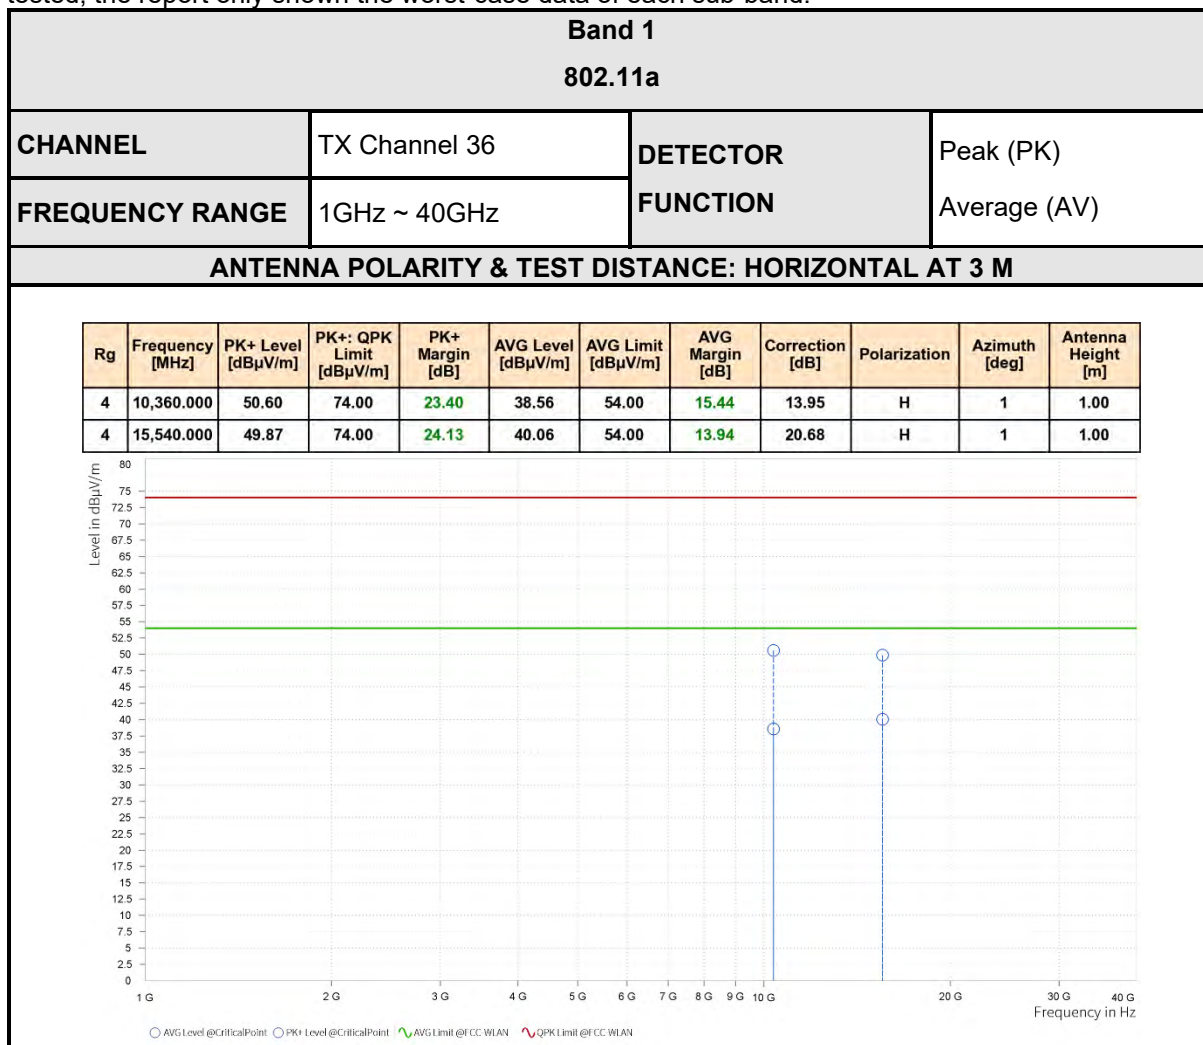 tested, the report only shown the worst-case data of each sub-band.
Band 1
802.11a
CHANNEL TX Channel 36 DETECTOR FUNCTION Peak (PK) Average (AV)
FREQUENCY RANGE 1GHz ~ 40GHz
ANTENNA POLARITY & TEST DISTANCE: HORIZONTAL AT 3 M
Rg Frequency [MHz] PK+ Level [dBµV/m] PK+: QPK Limit [dBµV/m] PK+ Margin [dB] AVG Level [dBµV/m] AVG Limit [dBµV/m] AVG Margin [dB] Correction [dB] Polarization Azimuth [deg] Antenna Height [m]
4 10,360.000 50.60 74.00 23.40 38.56 54.00 15.44 13.95 H 1 1.00
4 15,540.000 49.87 74.00 24.13 40.06 54.00 13.94 20.68 H 1 1.00
Level in dBµV/m
80
75
72.5
70
67.5
65
62.5
60
57.5
55
52.5
50
47.5
45
42.5
40
37.5
35
32.5
30
27.5
25
22.5
20
17.5
15
12.5
10
7.5
5
2.5
0
1 G 2 G 3 G 4 G 5 G 6 G 7 G 8 G 9 G 10 G 20 G 30 G 40 G
Frequency in Hz
AVG Level @CriticalPoint PK+ Level @CriticalPoint AVG Limit @FCC WLAN QPK Limit @FCC WLAN